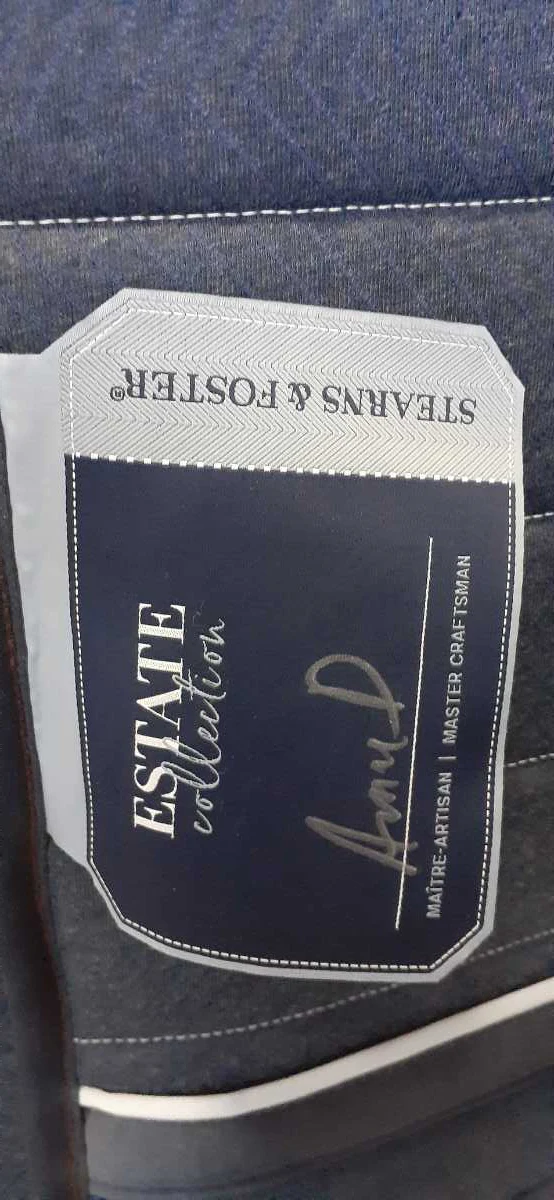 STEARNS & FOSTER®
ESTATE
collection
MAÎTRE-ARTISAN | MASTER CRAFTSMAN